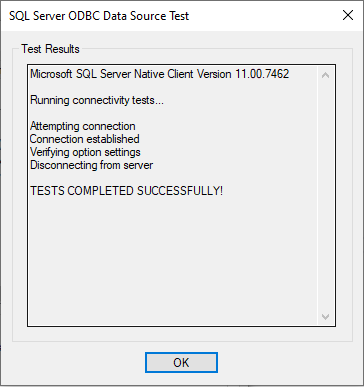 SQL Server ODBC Data Source Test
Test Results
Microsoft SQL Server Native Client Version 11.00.7462
Running connectivity tests...
Attempting connection
Connection established
Verifying option settings
Disconnecting from server
TESTS COMPLETED SUCCESSFULLY!
OK